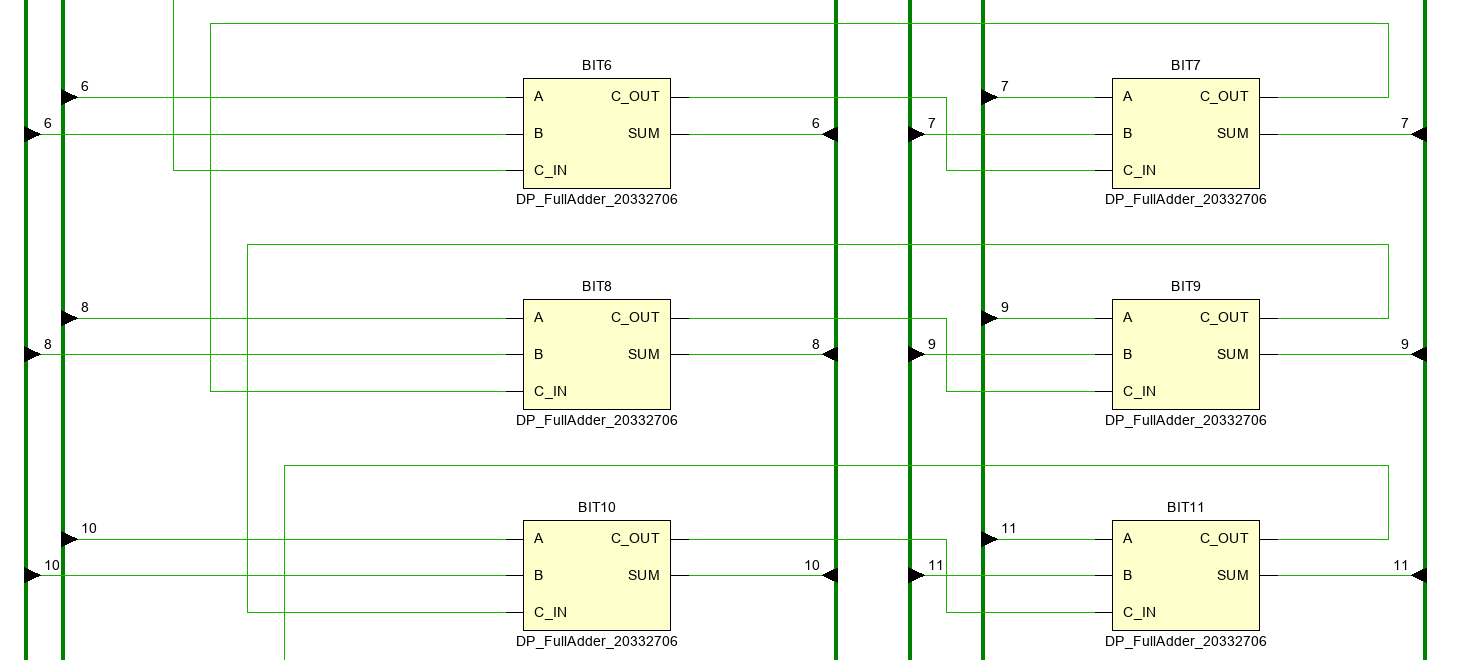 BIT6 BIT7
6 A C_OUT 7 A C_OUT
6 B SUM 6 7 B SUM 7
C_IN C_IN
DP_FullAdder_20332706 DP_FullAdder_20332706
BIT8 BIT9
8 A C_OUT 9 A C_OUT
8 B SUM 8 9 B SUM 9
C_IN C_IN
DP_FullAdder_20332706 DP_FullAdder_20332706
BIT10 BIT11
10 A C_OUT 11 A C_OUT
10 B SUM 10 11 B SUM 11
C_IN C_IN
DP_FullAdder_20332706 DP_FullAdder_20332706